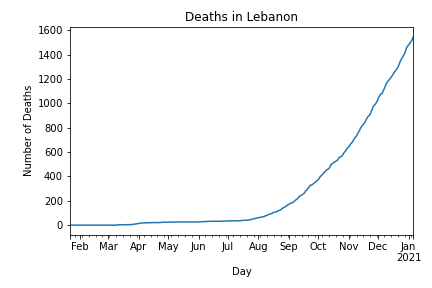 Deaths in Lebanon
Number of Deaths
1600
1400
1200
1000
800
600
400
200
0
Feb Mar Apr May Jun Jul Aug Sep Oct Nov Dec Jan
2021
Day